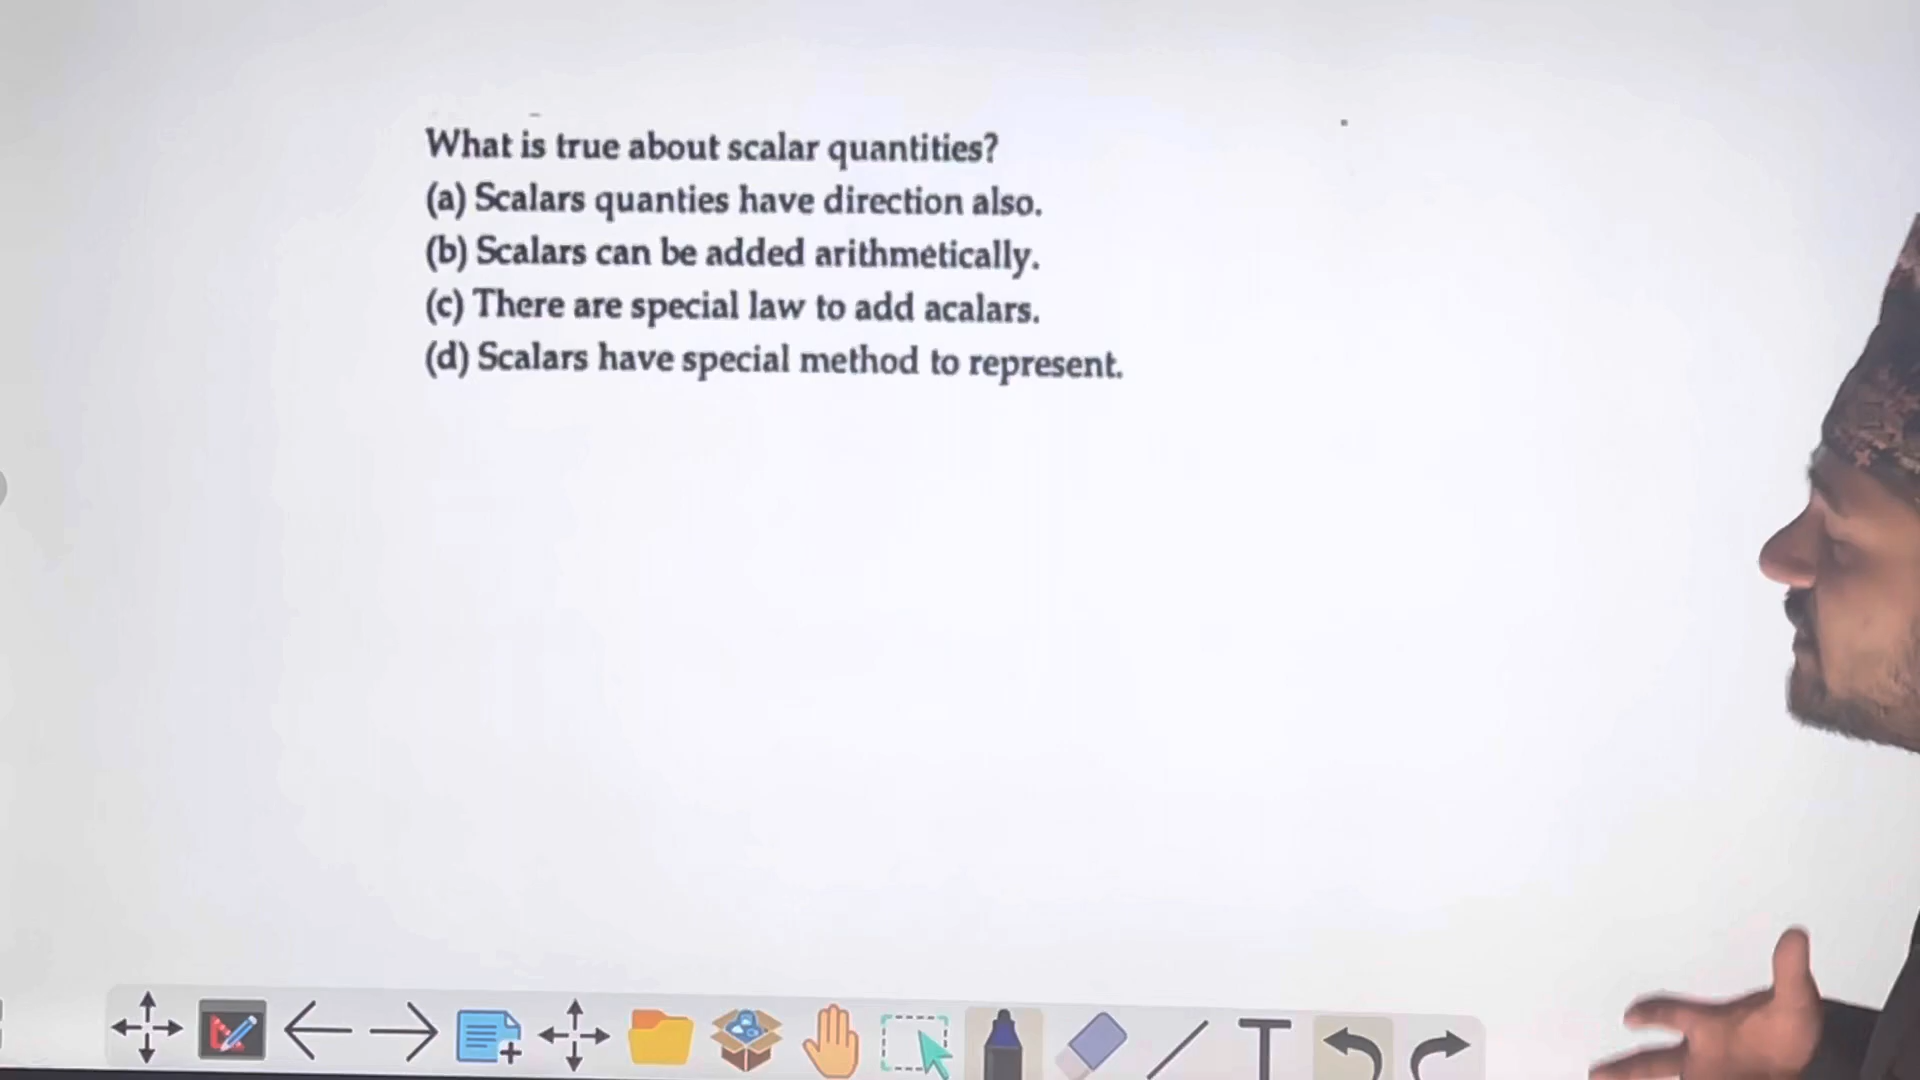 What is true about scalar quantities?
(a) Scalars quanties have direction also.
(b) Scalars can be added arithmetically.
(c) There are special law to add acalars.
(d) Scalars have special method to represent.